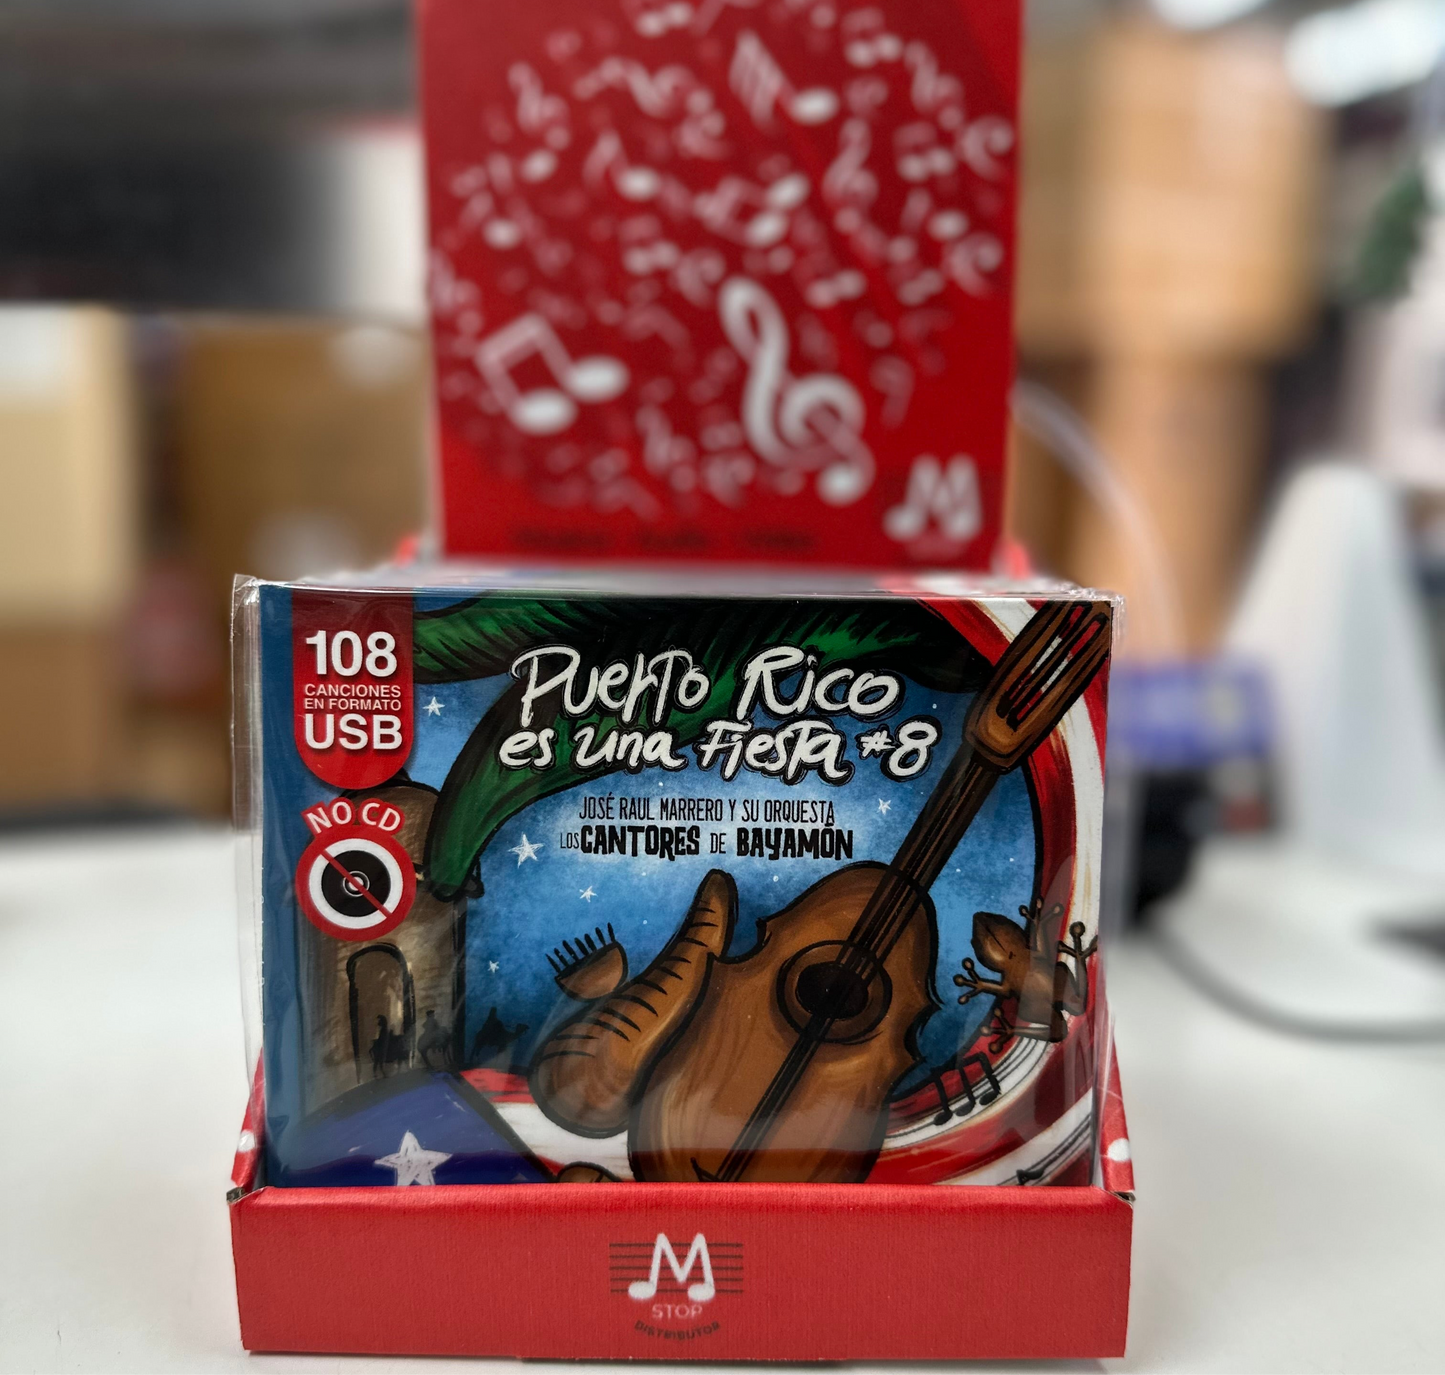 STOP
108
CANCIONES
EN FORMATO
USB
NO CD
Puerto Rico
es una Fiesta #8
JOSÉ RAUL MARRERO Y SU ORQUESTA
LOS CANTORES DE BAYAMÓN
M
STOP
DISTRIBUTOR